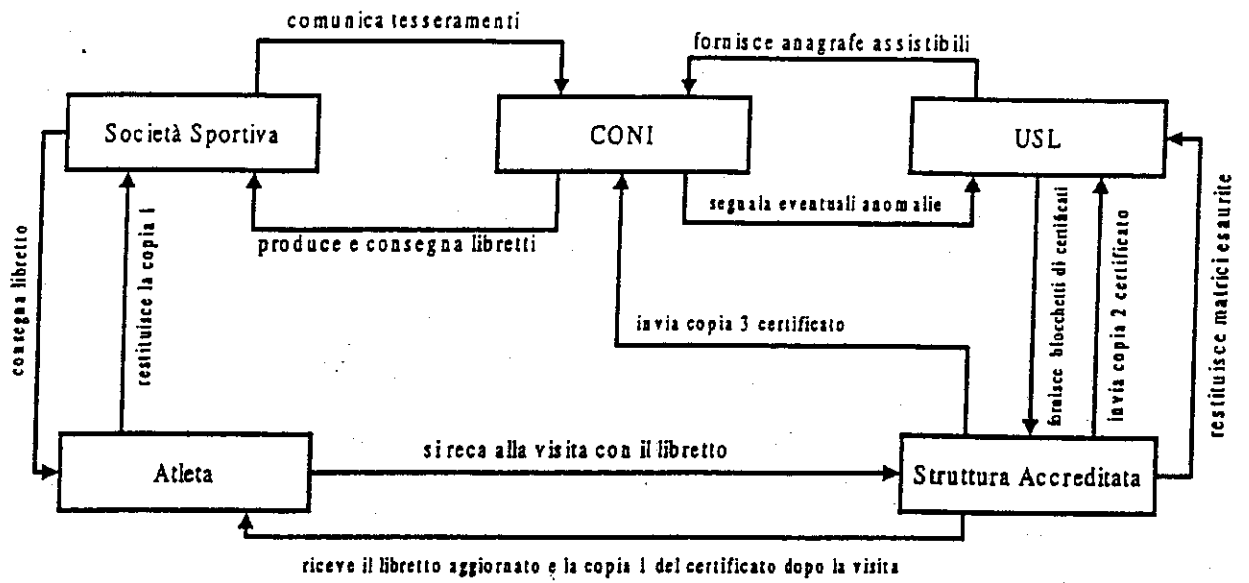 comunica tesseramenti
fornisce anagrafe assistibili
Società Sportiva
CONI
USL
segnala eventuali anomalie
produce e consegna libretti
consegna libretto
restituisce la copia 1
invia copia 3 certificato
fornisce blocchetti di certificati
invia copia 2 certificato
restituisce matrici esaurite
Atleta
si reca alla visita con il libretto
Struttura Accreditata
riceve il libretto aggiornato e la copia 1 del certificato dopo la visita